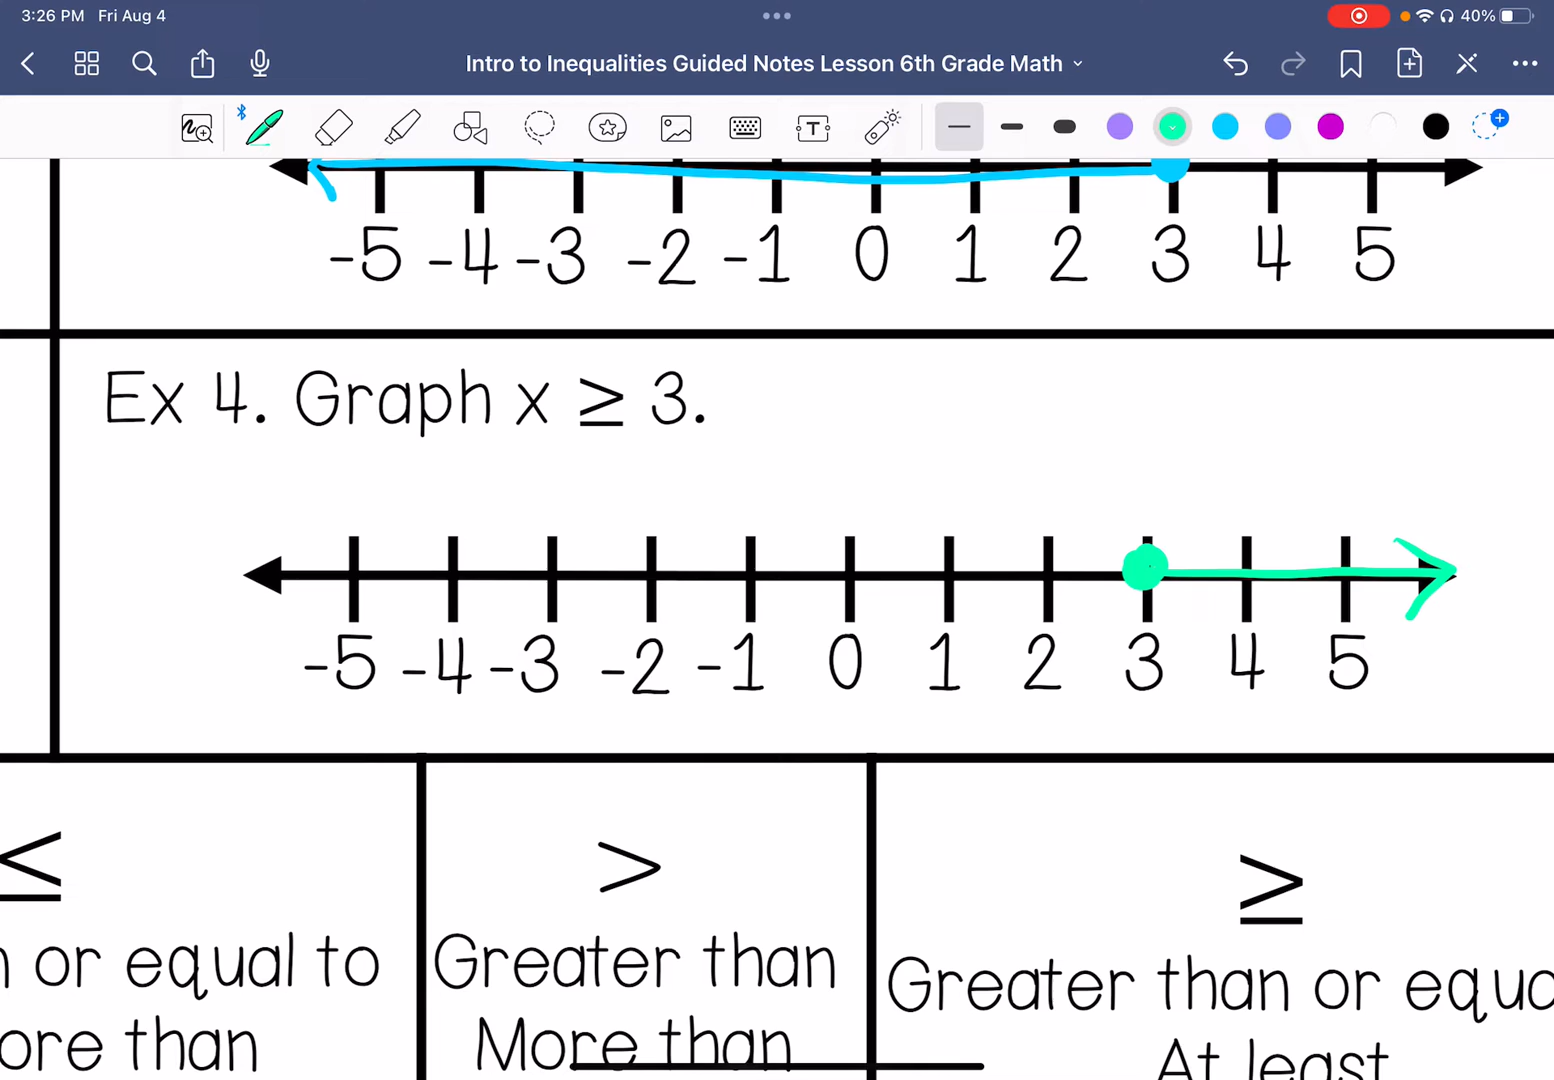 3:26 PM Fri Aug 4
40%
Intro to Inequalities Guided Notes Lesson 6th Grade Math
T
-5 -4 -3 -2 -1 0 1 2 3 4 5
Ex 4. Graph x ≥ 3.
-5 -4 -3 -2 -1 0 1 2 3 4 5
≤
or equal to
ore than
>
Greater than
More than
≥
Greater than or equa
At least